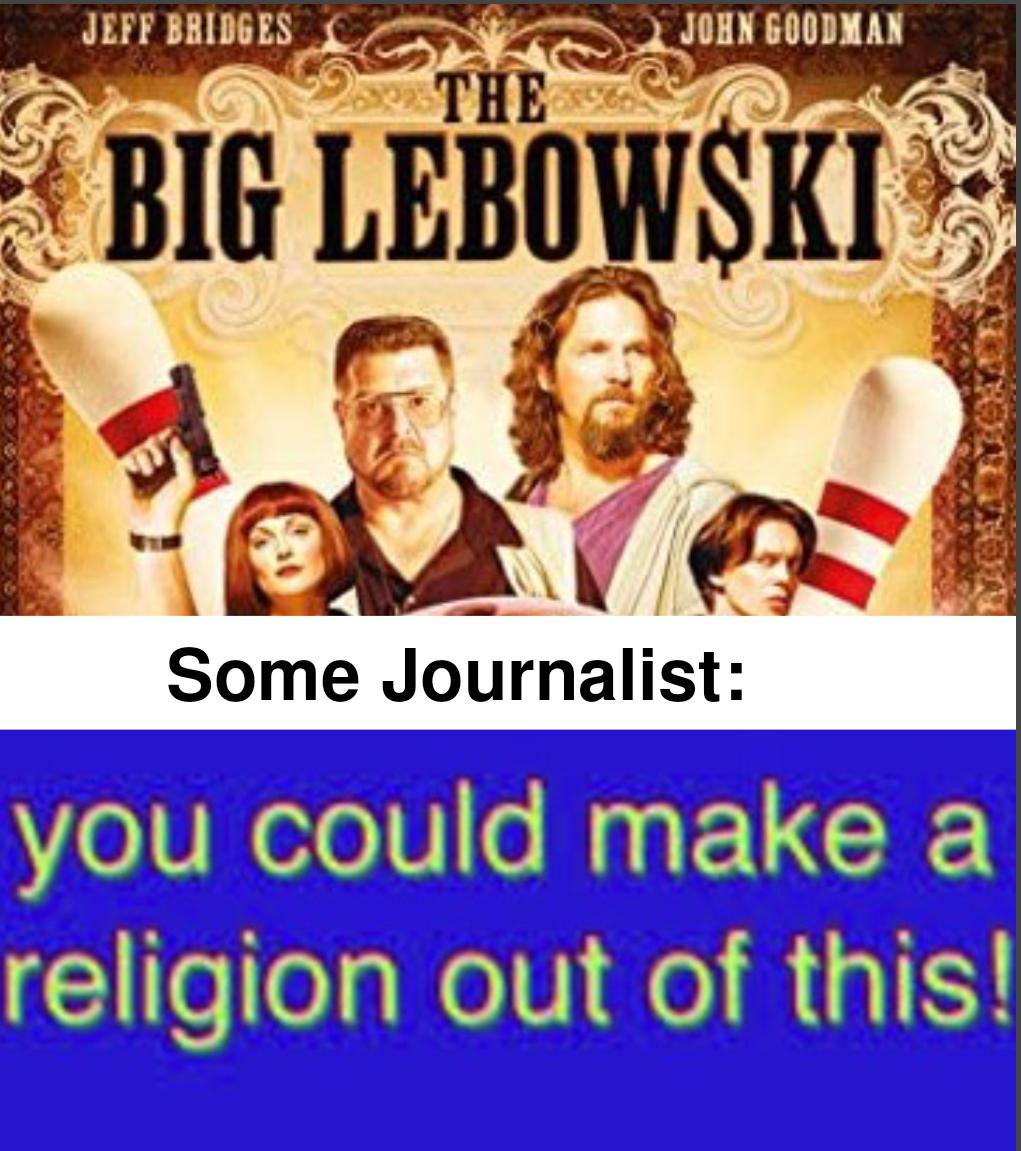 JEFF BRIDGES JOHN GOODMAN
THE
BIG LEBOW$KI
Some Journalist:
you could make a
religion out of this!